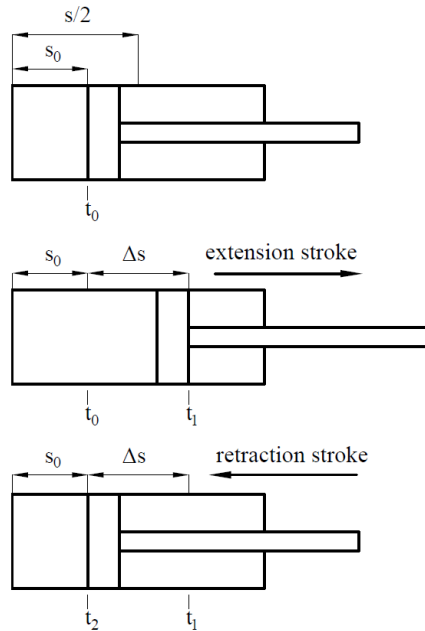 s/2
s₀
t₀
s₀ Δs extension stroke
t₀ t₁
s₀ Δs retraction stroke
t₂ t₁